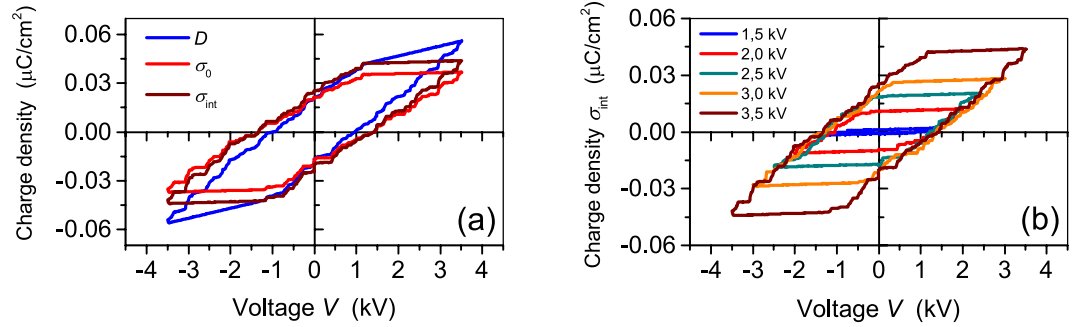 Charge density (μC/cm²)
0.06
0.03
0.00
-0.03
-0.06
D
σ₀
σ_int
(a)
-4 -3 -2 -1 0 1 2 3 4
Voltage V (kV)
Charge density σ_int (μC/cm²)
0.06
0.03
0.00
-0.03
-0.06
1,5 kV
2,0 kV
2,5 kV
3,0 kV
3,5 kV
(b)
-4 -3 -2 -1 0 1 2 3 4
Voltage V (kV)